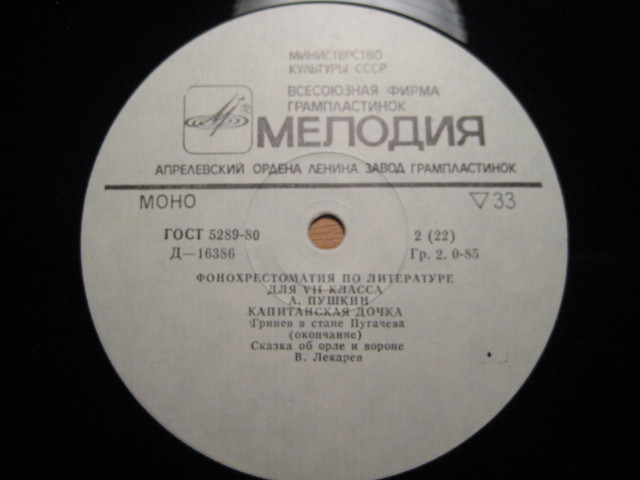 МИНИСТЕРСТВО
КУЛЬТУРЫ СССР
ВСЕСОЮЗНАЯ ФИРМА
ГРАМПЛАСТИНОК
МЕЛОДИЯ
АПРЕЛЕВСКИЙ ОРДЕНА ЛЕНИНА ЗАВОД ГРАМПЛАСТИНОК
МОНО ▽ 33
ГОСТ 5289-80 2 (22)
Д—16386 Гр. 2. 0-85
ФОНОХРЕСТОМАТИЯ ПО ЛИТЕРАТУРЕ
ДЛЯ VII КЛАССА
А. ПУШКИН
КАПИТАНСКАЯ ДОЧКА
Гринев в стане Пугачева
(окончание)
Сказка об орле и вороне
В. Лекарев